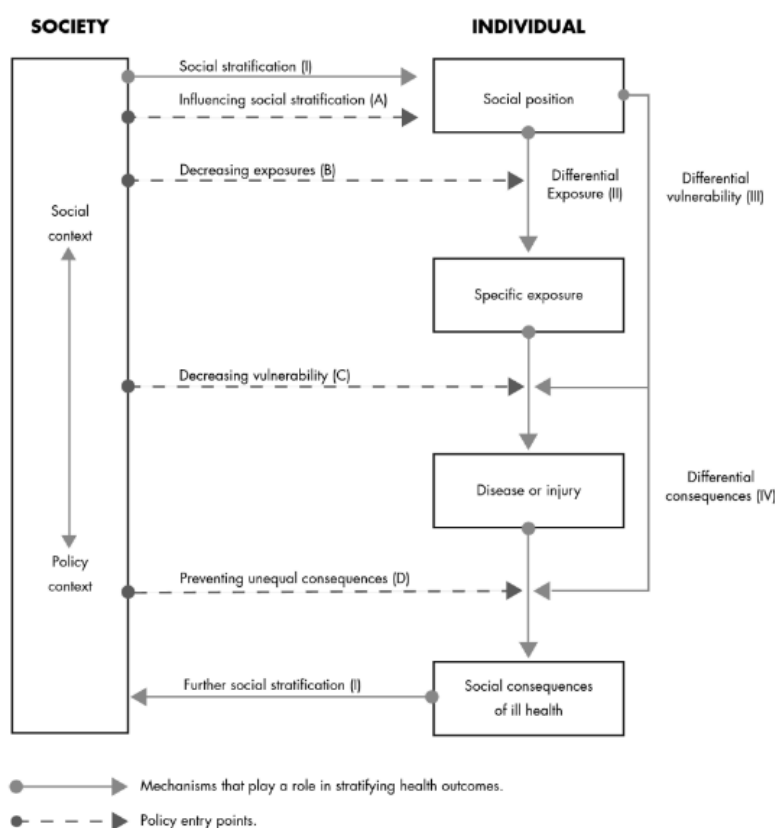 SOCIETY
INDIVIDUAL
Social stratification (I)
Influencing social stratification (A)
Social position
Decreasing exposures (B)
Differential
Exposure (II)
Differential
vulnerability (III)
Social
context
Specific exposure
Decreasing vulnerability (C)
Disease or injury
Differential
consequences (IV)
Policy
context
Preventing unequal consequences (D)
Further social stratification (I)
Social consequences
of ill health
Mechanisms that play a role in stratifying health outcomes.
Policy entry points.